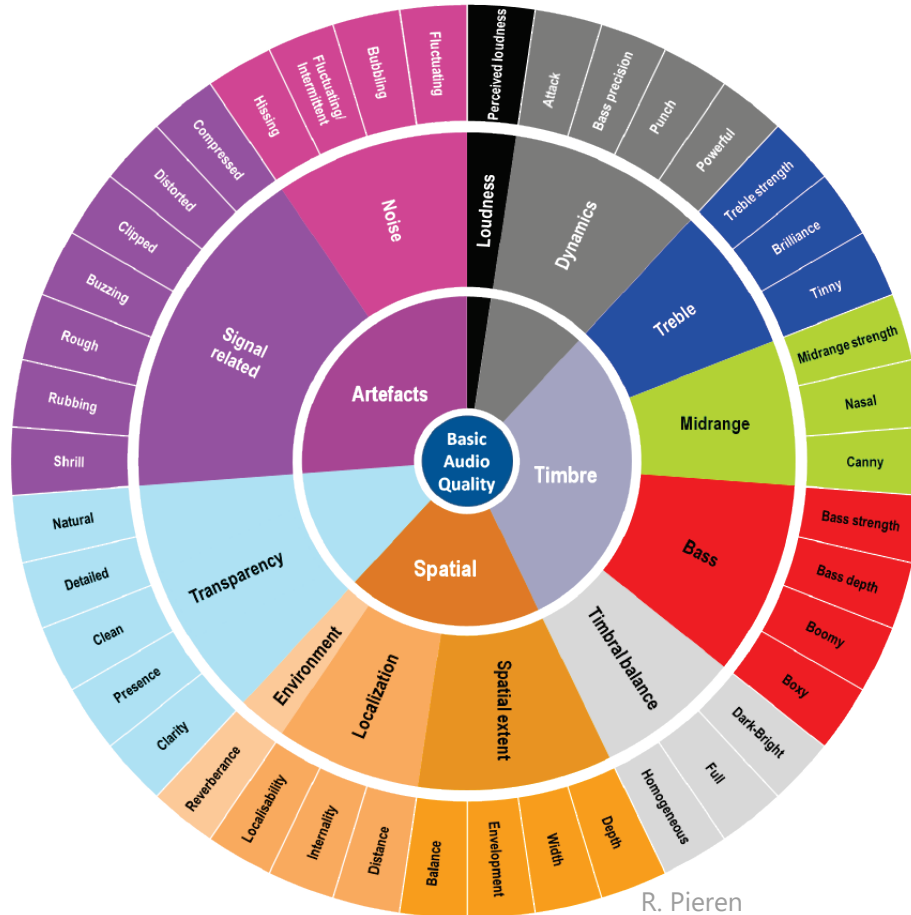 Basic
Audio
Quality
Timbre
Spatial
Artefacts
Loudness
Dynamics
Treble
Midrange
Bass
Timbral balance
Spatial extent
Localization
Environment
Transparency
Signal
related
Noise
Perceived loudness
Attack
Bass precision
Punch
Powerful
Treble strength
Brilliance
Tinny
Midrange strength
Nasal
Canny
Bass strength
Bass depth
Boomy
Boxy
Dark-Bright
Full
Homogeneous
Depth
Width
Envelopment
Balance
Distance
Internality
Localisability
Reverberance
Clarity
Presence
Clean
Detailed
Natural
Shrill
Rubbing
Rough
Buzzing
Clipped
Distorted
Compressed
Hissing
Fluctuating/
Intermittent
Bubbling
Fluctuating
R. Pieren